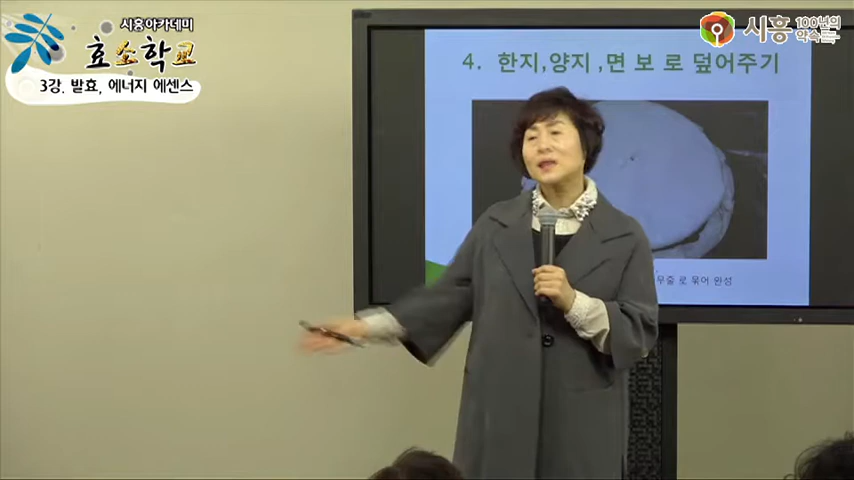 시흥아카데미
효소학교
3강. 발효, 에너지 에센스
시흥 100년의 약속
4. 한지,양지 ,면 보 로 덮어주기
무줄 로 묶어 완성